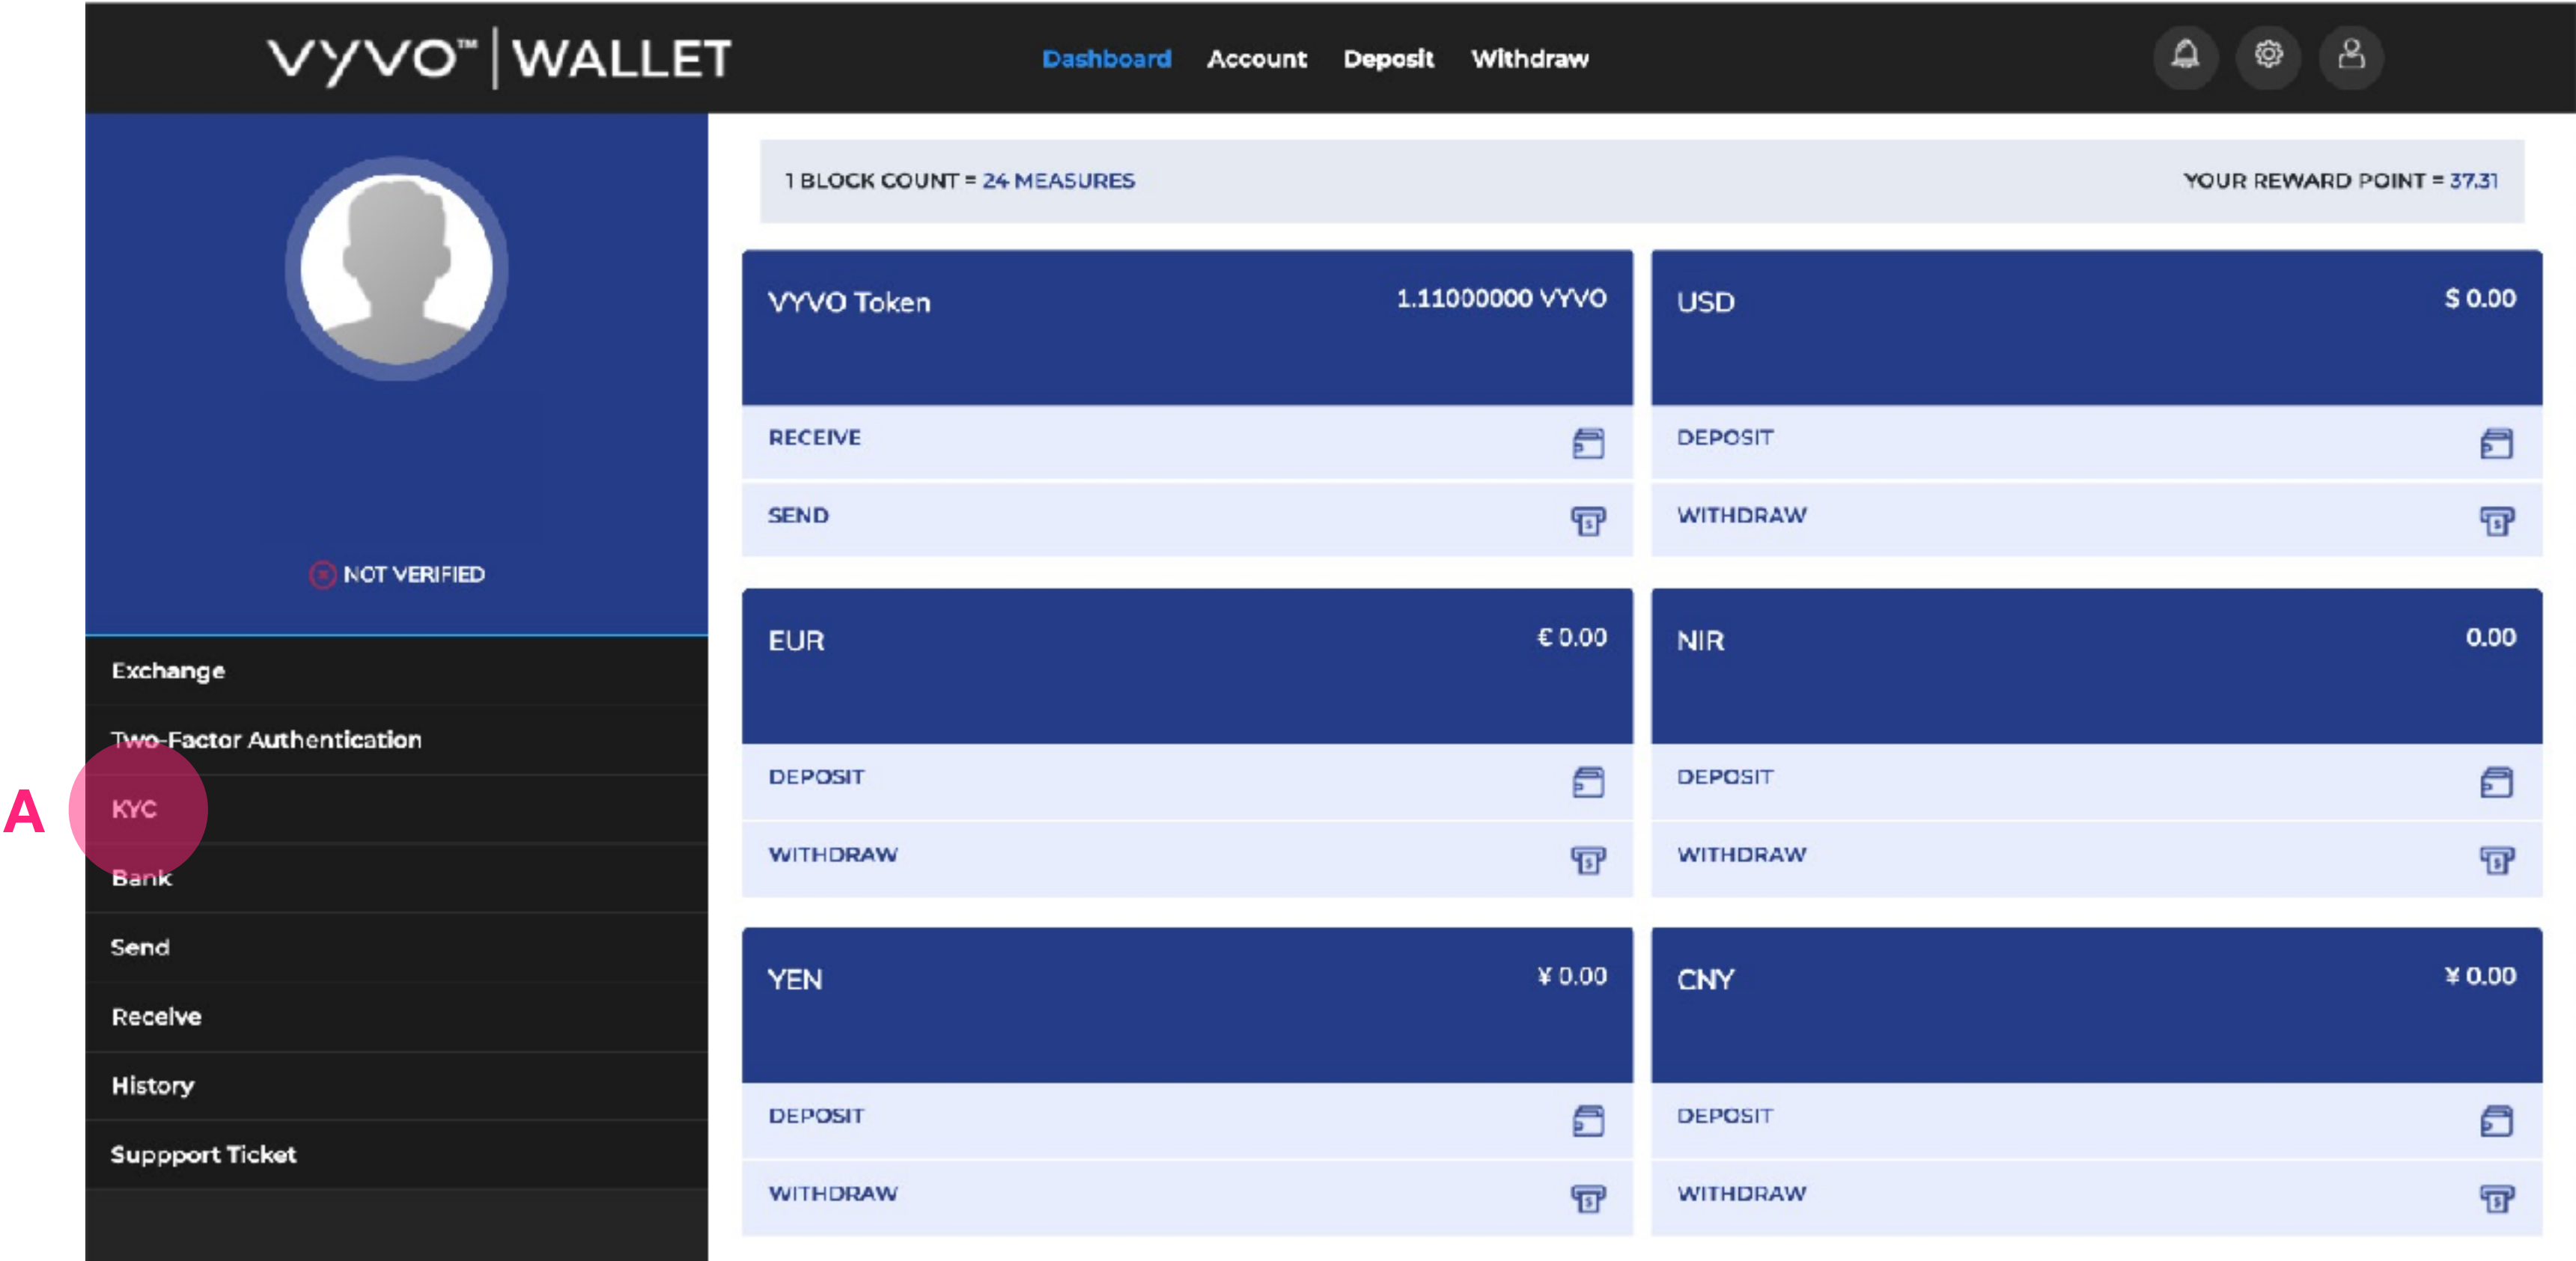 VYVO™ | WALLET
Dashboard Account Deposit Withdraw
1 BLOCK COUNT = 24 MEASURES
YOUR REWARD POINT = 37.31
NOT VERIFIED
Exchange
Two-Factor Authentication
A
KYC
Bank
Send
Receive
History
Suppport Ticket
VYVO Token 1.11000000 VYVO
RECEIVE
SEND
USD $ 0.00
DEPOSIT
WITHDRAW
EUR € 0.00
DEPOSIT
WITHDRAW
NIR 0.00
DEPOSIT
WITHDRAW
YEN ¥ 0.00
DEPOSIT
WITHDRAW
CNY ¥ 0.00
DEPOSIT
WITHDRAW